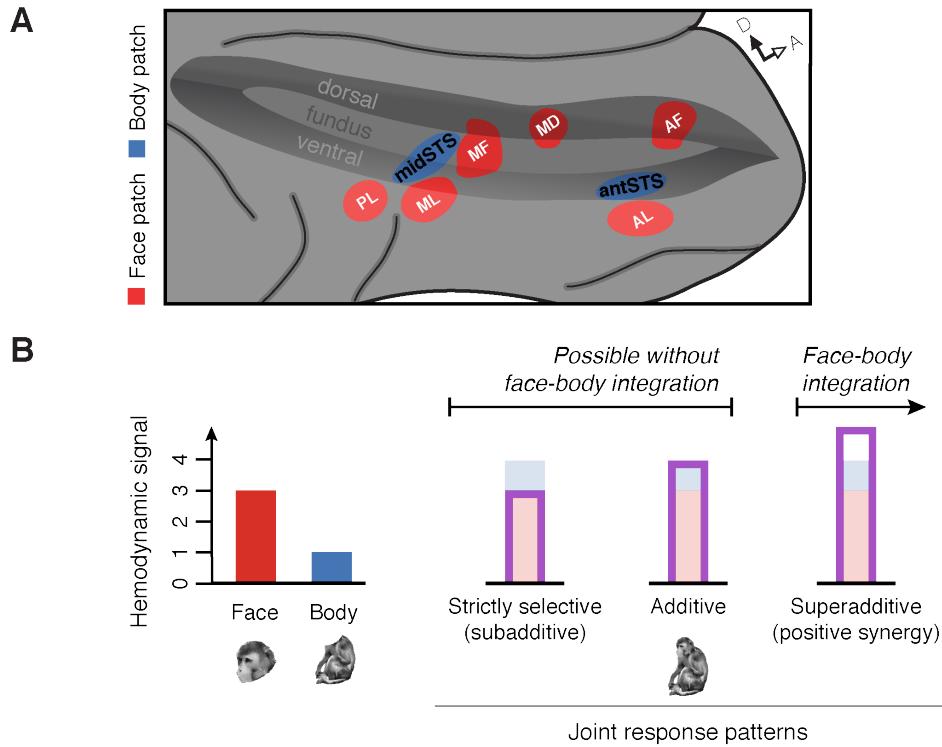 A
Body patch
Face patch
dorsal
fundus
ventral
midSTS
MF
MD
AF
PL
ML
antSTS
AL
D
A
B
Possible without
face-body integration
Face-body
integration
Hemodynamic signal
4
3
2
1
0
Face
Body
Strictly selective
(subadditive)
Additive
Superadditive
(positive synergy)
Joint response patterns